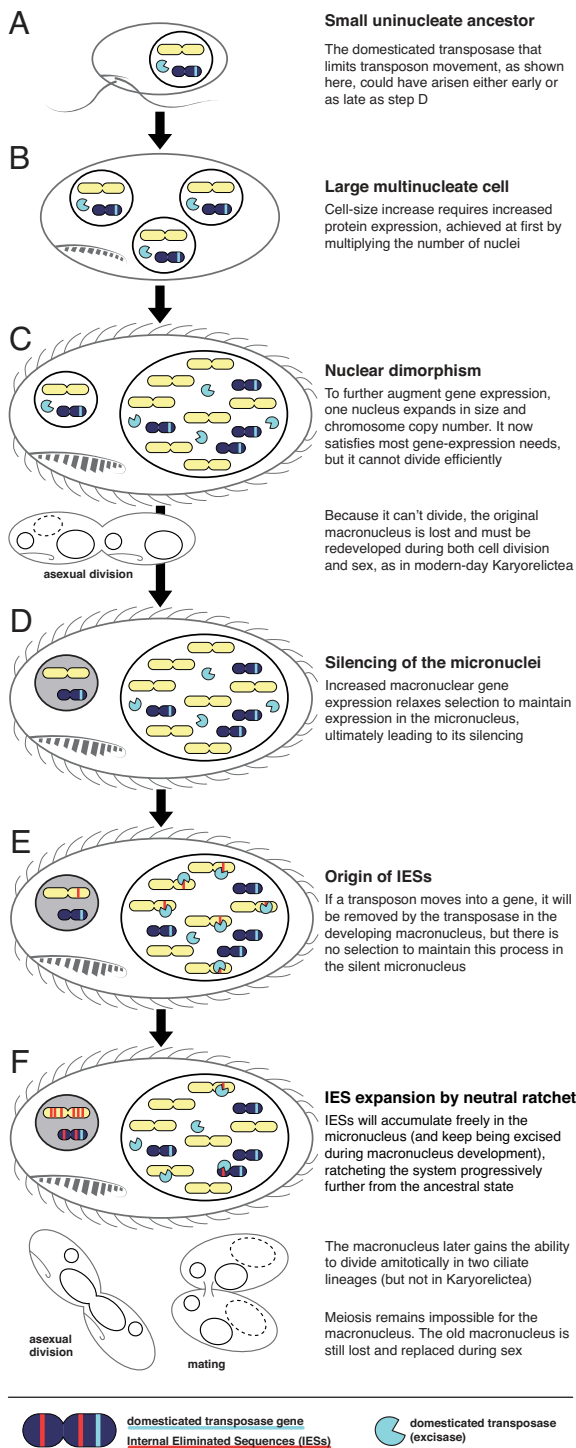 A
Small uninucleate ancestor
The domesticated transposase that
limits transposon movement, as shown
here, could have arisen either early or
as late as step D
B
Large multinucleate cell
Cell-size increase requires increased
protein expression, achieved at first by
multiplying the number of nuclei
C
Nuclear dimorphism
To further augment gene expression,
one nucleus expands in size and
chromosome copy number. It now
satisfies most gene-expression needs,
but it cannot divide efficiently
asexual division
Because it can't divide, the original
macronucleus is lost and must be
redeveloped during both cell division
and sex, as in modern-day Karyorelictea
D
Silencing of the micronuclei
Increased macronuclear gene
expression relaxes selection to maintain
expression in the micronucleus,
ultimately leading to its silencing
E
Origin of IESs
If a transposon moves into a gene, it will
be removed by the transposase in the
developing macronucleus, but there is
no selection to maintain this process in
the silent micronucleus
F
IES expansion by neutral ratchet
IESs will accumulate freely in the
micronucleus (and keep being excised
during macronucleus development),
ratcheting the system progressively
further from the ancestral state
asexual
division
mating
The macronucleus later gains the ability
to divide amitotically in two ciliate
lineages (but not in Karyorelictea)
Meiosis remains impossible for the
macronucleus. The old macronucleus is
still lost and replaced during sex
domesticated transposase gene
Internal Eliminated Sequences (IESs)
domesticated transposase
(excisase)